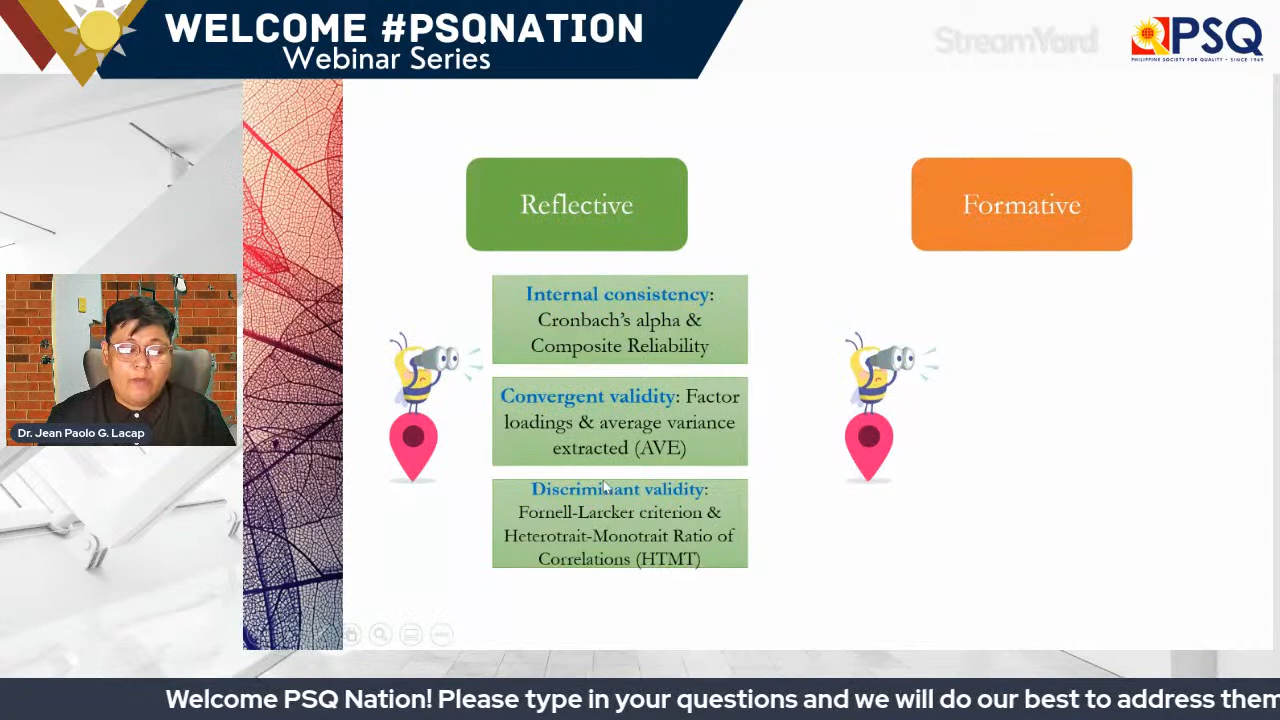 WELCOME #PSQNATION
Webinar Series
StreamYard
PSQ
PHILIPPINE SOCIETY FOR QUALITY • SINCE 1969
Reflective
Formative
Internal consistency:
Cronbach's alpha &
Composite Reliability
Convergent validity: Factor
loadings & average variance
extracted (AVE)
Discriminant validity:
Fornell-Larcker criterion &
Heterotrait-Monotrait Ratio of
Correlations (HTMT)
Dr. Jean Paolo G. Lacap
Welcome PSQ Nation! Please type in your questions and we will do our best to address them